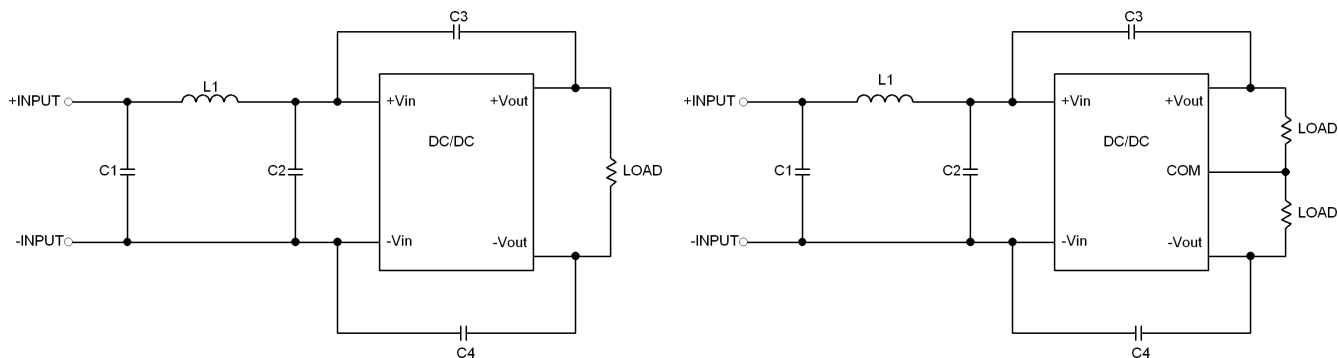 C3
L1
+INPUT
+Vin
+Vout
DC/DC
C1
C2
LOAD
-INPUT
-Vin
-Vout
C4
C3
L1
+INPUT
+Vin
+Vout
LOAD
DC/DC
C1
C2
COM
LOAD
-INPUT
-Vin
-Vout
C4